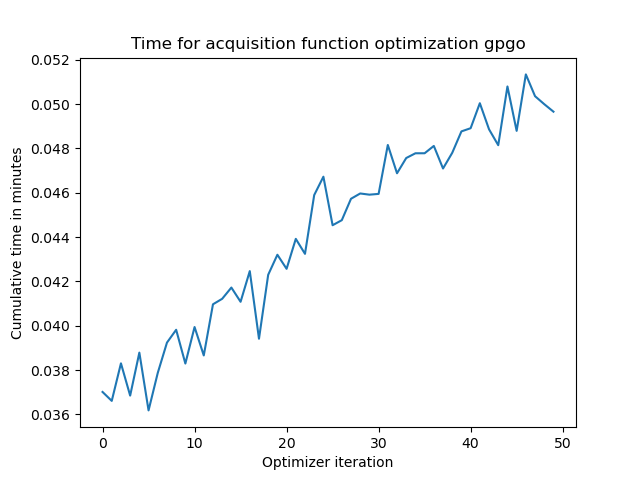 Time for acquisition function optimization gpgo
0.052
0.050
0.048
0.046
0.044
0.042
0.040
0.038
0.036
Cumulative time in minutes
0 10 20 30 40 50
Optimizer iteration